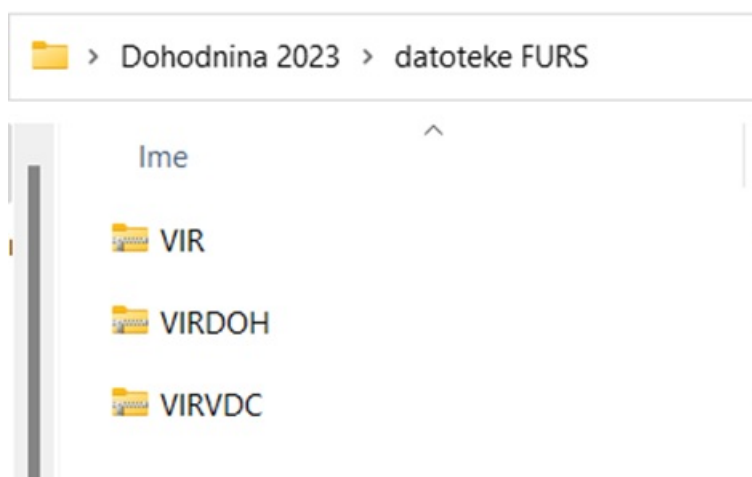 Dohodnina 2023 > datoteke FURS
Ime
VIR
VIRDOH
VIRVDC